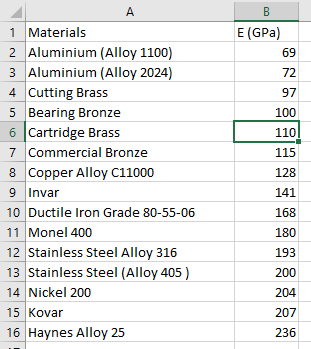 A B
1 Materials E (GPa)
2 Aluminium (Alloy 1100) 69
3 Aluminium (Alloy 2024) 72
4 Cutting Brass 97
5 Bearing Bronze 100
6 Cartridge Brass 110
7 Commercial Bronze 115
8 Copper Alloy C11000 128
9 Invar 141
10 Ductile Iron Grade 80-55-06 168
11 Monel 400 180
12 Stainless Steel Alloy 316 193
13 Stainless Steel (Alloy 405 ) 200
14 Nickel 200 204
15 Kovar 207
16 Haynes Alloy 25 236